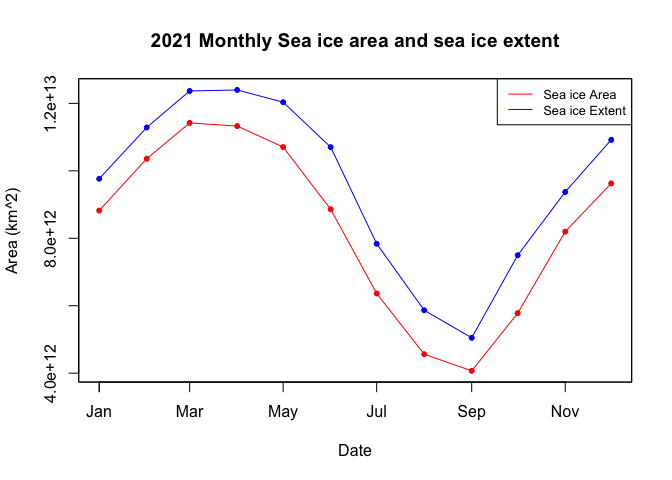 2021 Monthly Sea ice area and sea ice extent
Sea ice Area
Sea ice Extent
Area (km^2)
1.2e+13
8.0e+12
4.0e+12
Jan Mar May Jul Sep Nov
Date